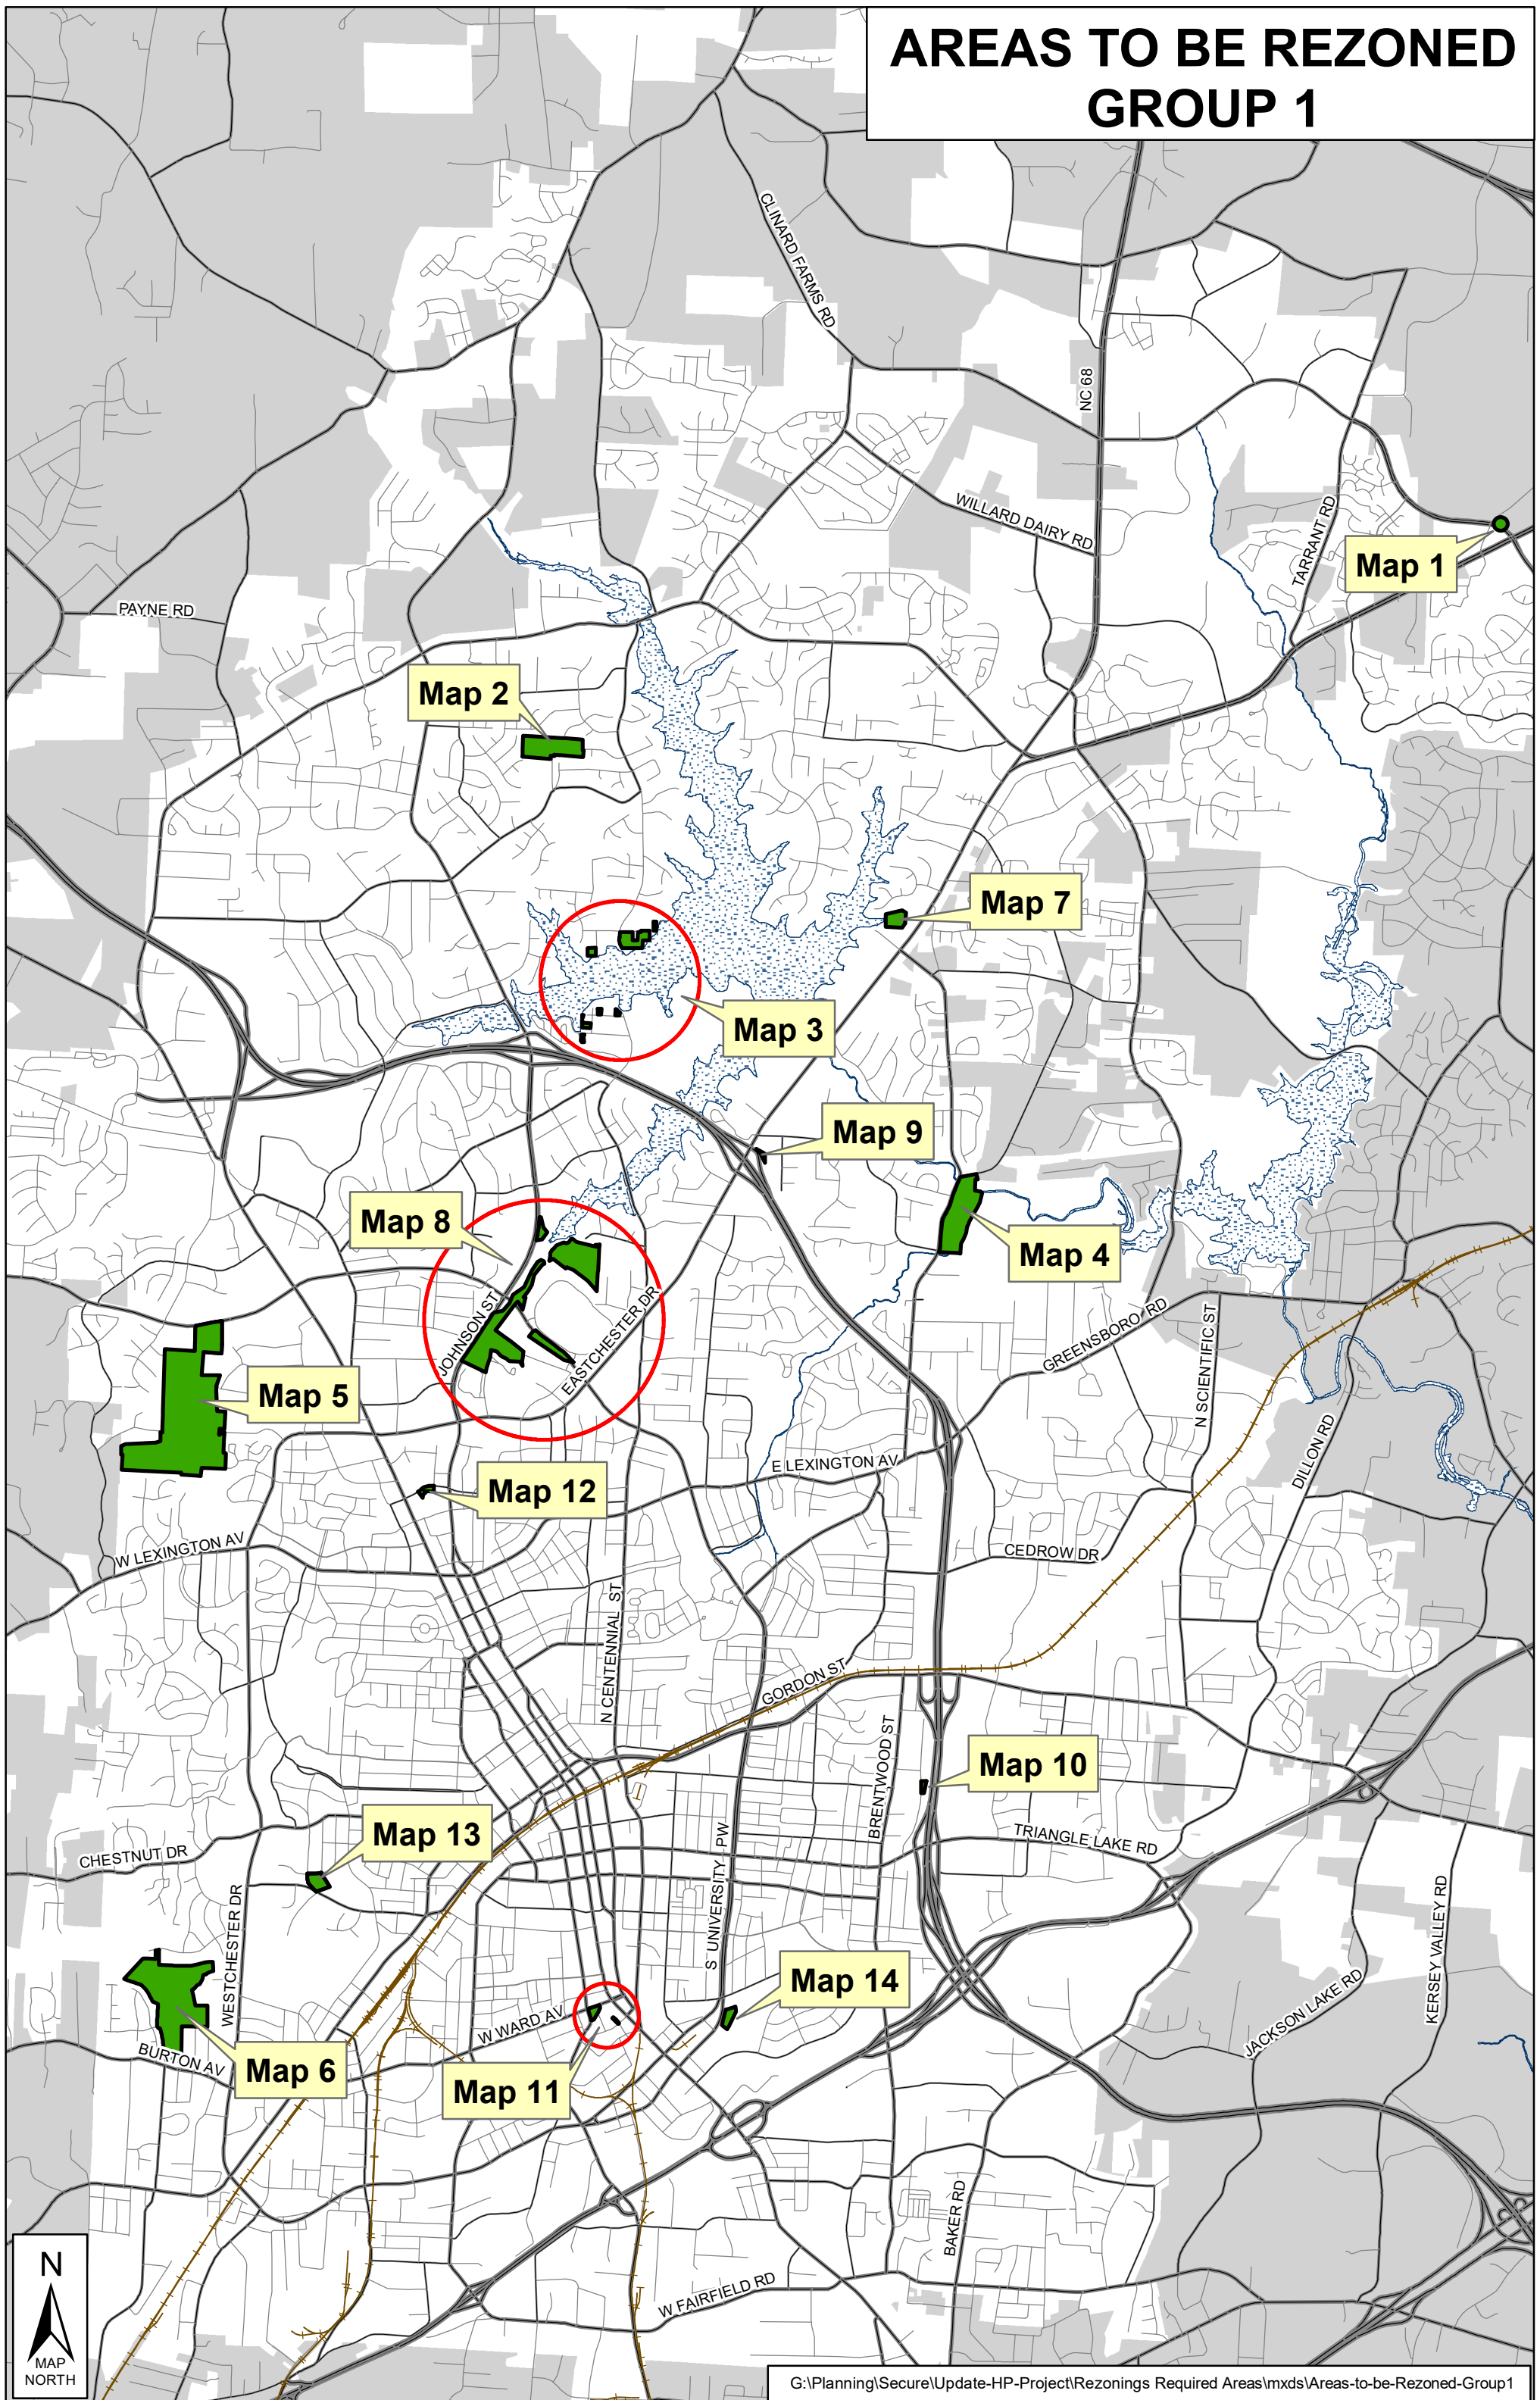 AREAS TO BE REZONED
GROUP 1
CLINARD FARMS RD
NC 68
WILLARD DAIRY RD
TARRANT RD
Map 1
PAYNE RD
Map 2
Map 7
Map 3
Map 9
Map 8
Map 4
JOHNSON ST
EASTCHESTER DR
GREENSBORO RD
N SCIENTIFIC ST
Map 5
DILLON RD
E LEXINGTON AV
Map 12
W LEXINGTON AV
CEDROW DR
N CENTENNIAL ST
GORDON ST
BRENTWOOD ST
Map 10
Map 13
TRIANGLE LAKE RD
CHESTNUT DR
S UNIVERSITY PW
WESTCHESTER DR
KERSEY VALLEY RD
Map 14
JACKSON LAKE RD
W WARD AV
BURTON AV
Map 6
Map 11
BAKER RD
W FAIRFIELD RD
N
MAP
NORTH
G:\Planning\Secure\Update-HP-Project\Rezonings Required Areas\mxds\Areas-to-be-Rezoned-Group1